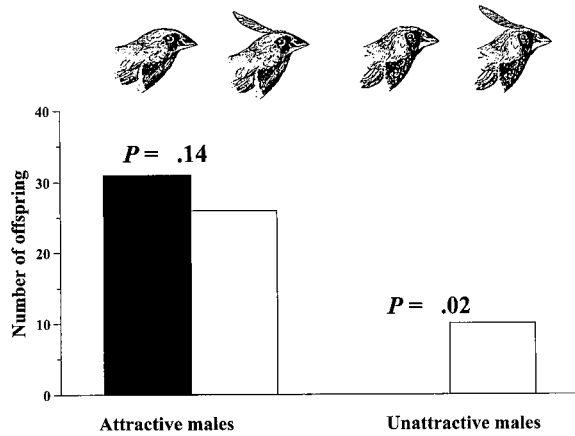 40
P = .14
30
Number of offspring
20
P = .02
10
0
Attractive males
Unattractive males